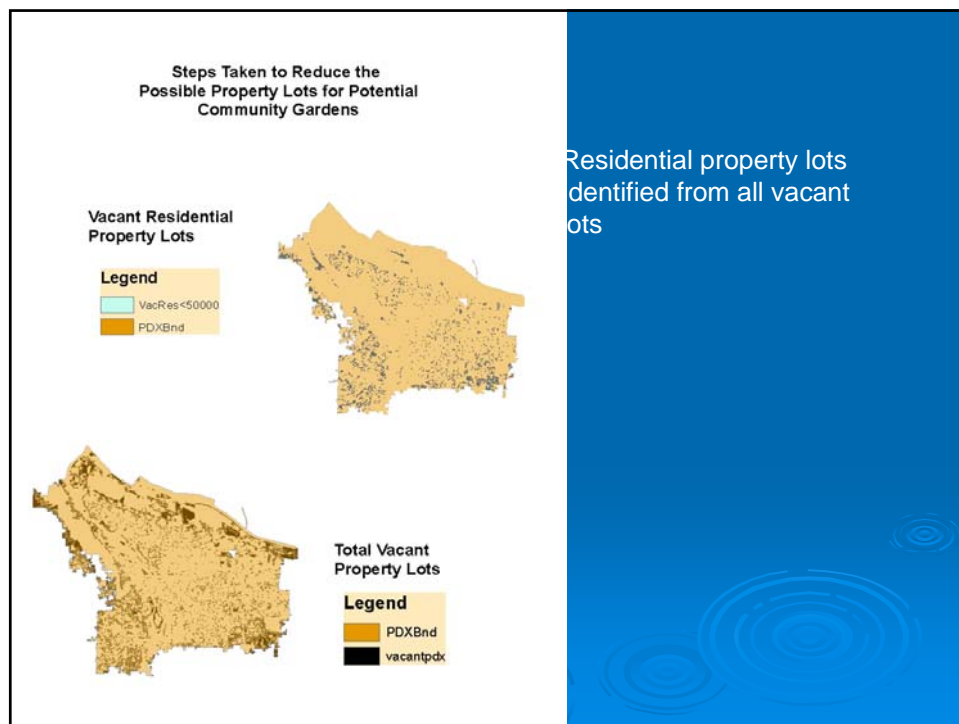 Steps Taken to Reduce the
Possible Property Lots for Potential
Community Gardens
Residential property lots
dentified from all vacant
ots
Vacant Residential
Property Lots
Legend
VacRes<50000
PDXBnd
Total Vacant
Property Lots
Legend
PDXBnd
vacantpdx